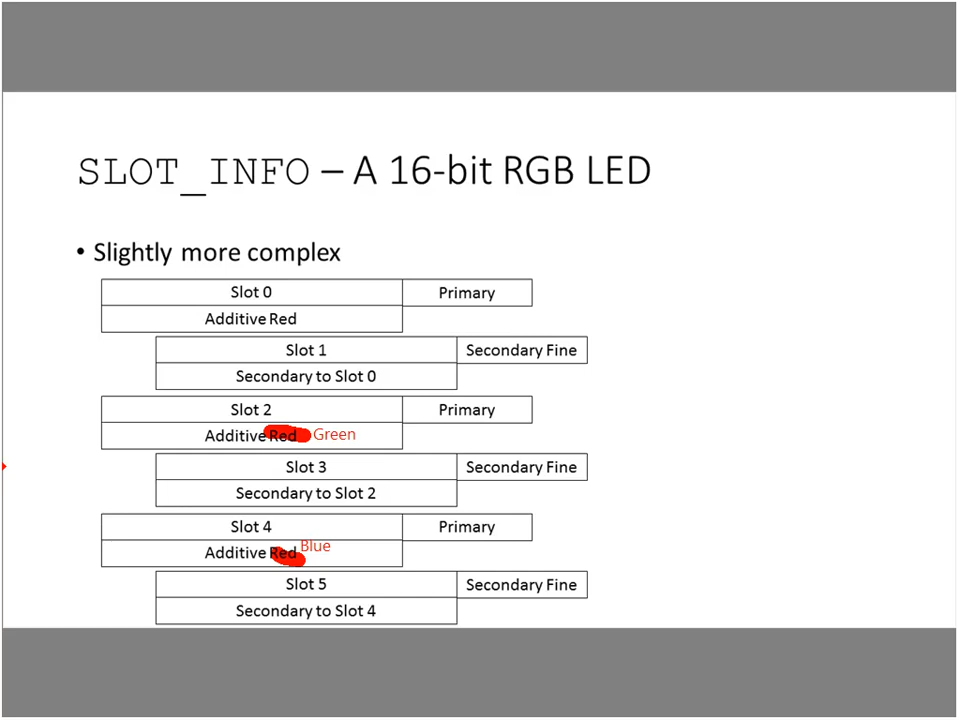 SLOT_INFO – A 16-bit RGB LED
• Slightly more complex
Slot 0 Primary
Additive Red
Slot 1 Secondary Fine
Secondary to Slot 0
Slot 2 Primary
Additive Red Green
Slot 3 Secondary Fine
Secondary to Slot 2
Slot 4 Primary
Additive Red Blue
Slot 5 Secondary Fine
Secondary to Slot 4